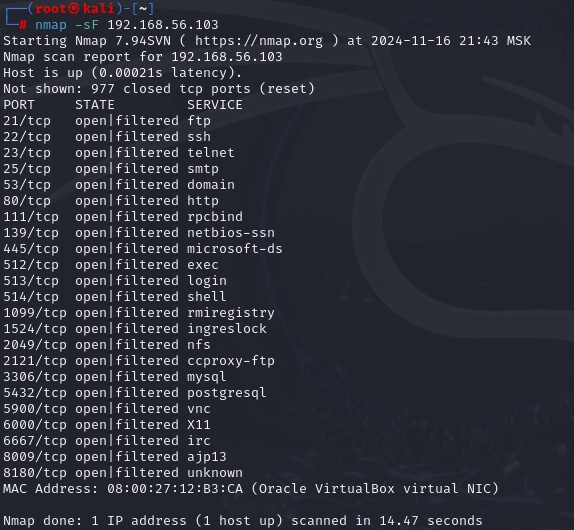 ┌──(root㉿kali)-[~]
└─# nmap -sF 192.168.56.103
Starting Nmap 7.94SVN ( https://nmap.org ) at 2024-11-16 21:43 MSK
Nmap scan report for 192.168.56.103
Host is up (0.00021s latency).
Not shown: 977 closed tcp ports (reset)
PORT     STATE         SERVICE
21/tcp   open|filtered ftp
22/tcp   open|filtered ssh
23/tcp   open|filtered telnet
25/tcp   open|filtered smtp
53/tcp   open|filtered domain
80/tcp   open|filtered http
111/tcp  open|filtered rpcbind
139/tcp  open|filtered netbios-ssn
445/tcp  open|filtered microsoft-ds
512/tcp  open|filtered exec
513/tcp  open|filtered login
514/tcp  open|filtered shell
1099/tcp open|filtered rmiregistry
1524/tcp open|filtered ingreslock
2049/tcp open|filtered nfs
2121/tcp open|filtered ccproxy-ftp
3306/tcp open|filtered mysql
5432/tcp open|filtered postgresql
5900/tcp open|filtered vnc
6000/tcp open|filtered X11
6667/tcp open|filtered irc
8009/tcp open|filtered ajp13
8180/tcp open|filtered unknown
MAC Address: 08:00:27:12:B3:CA (Oracle VirtualBox virtual NIC)
Nmap done: 1 IP address (1 host up) scanned in 14.47 seconds